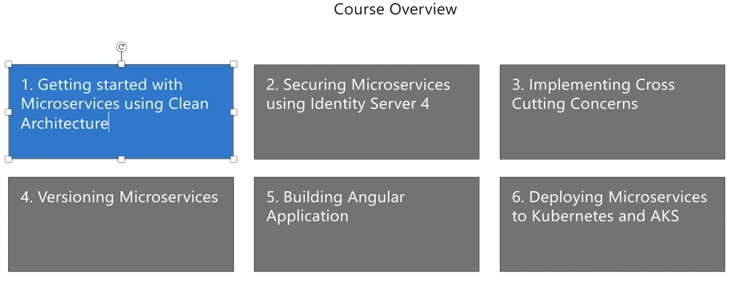 Course Overview
1. Getting started with
Microservices using Clean
Architecture
2. Securing Microservices
using Identity Server 4
3. Implementing Cross
Cutting Concerns
4. Versioning Microservices
5. Building Angular
Application
6. Deploying Microservices
to Kubernetes and AKS